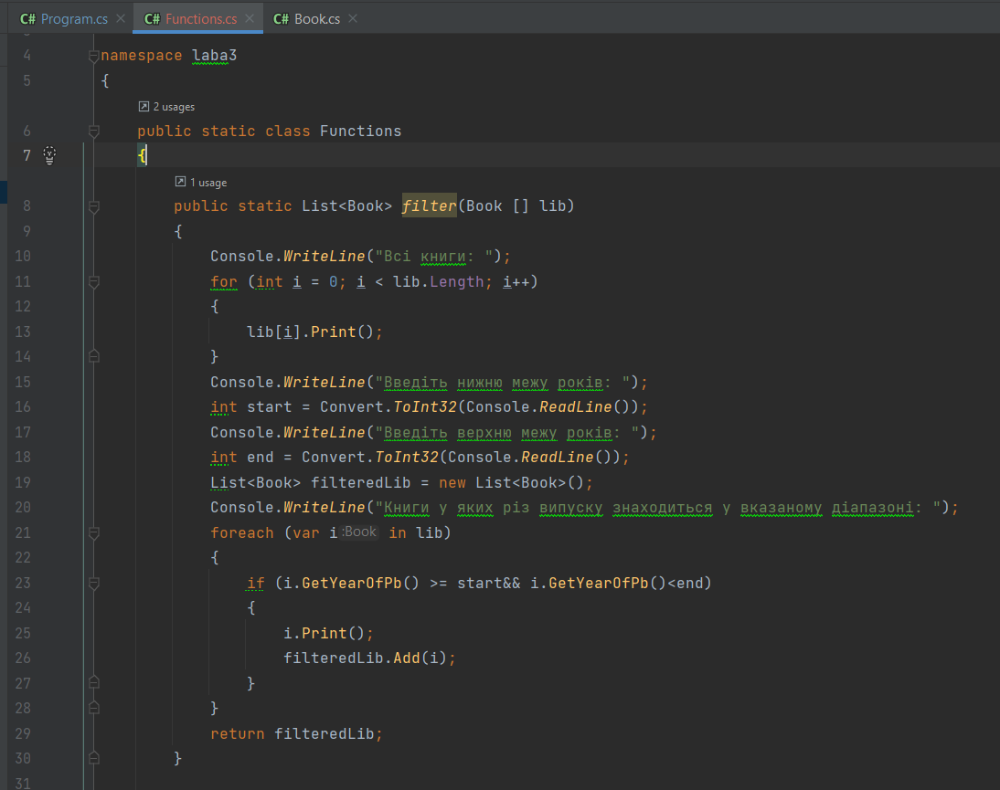 C# Program.cs × C# Functions.cs × C# Book.cs ×
4 namespace laba3
5 {
2 usages
6 public static class Functions
7 {
1 usage
8 public static List<Book> filter(Book [] lib)
9 {
10 Console.WriteLine("Всі книги: ");
11 for (int i = 0; i < lib.Length; i++)
12 {
13 lib[i].Print();
14 }
15 Console.WriteLine("Введіть нижню межу років: ");
16 int start = Convert.ToInt32(Console.ReadLine());
17 Console.WriteLine("Введіть верхню межу років: ");
18 int end = Convert.ToInt32(Console.ReadLine());
19 List<Book> filteredLib = new List<Book>();
20 Console.WriteLine("Книги у яких різ випуску знаходиться у вказаному діапазоні: ");
21 foreach (var i :Book in lib)
22 {
23 if (i.GetYearOfPb() >= start&& i.GetYearOfPb()<end)
24 {
25 i.Print();
26 filteredLib.Add(i);
27 }
28 }
29 return filteredLib;
30 }
31